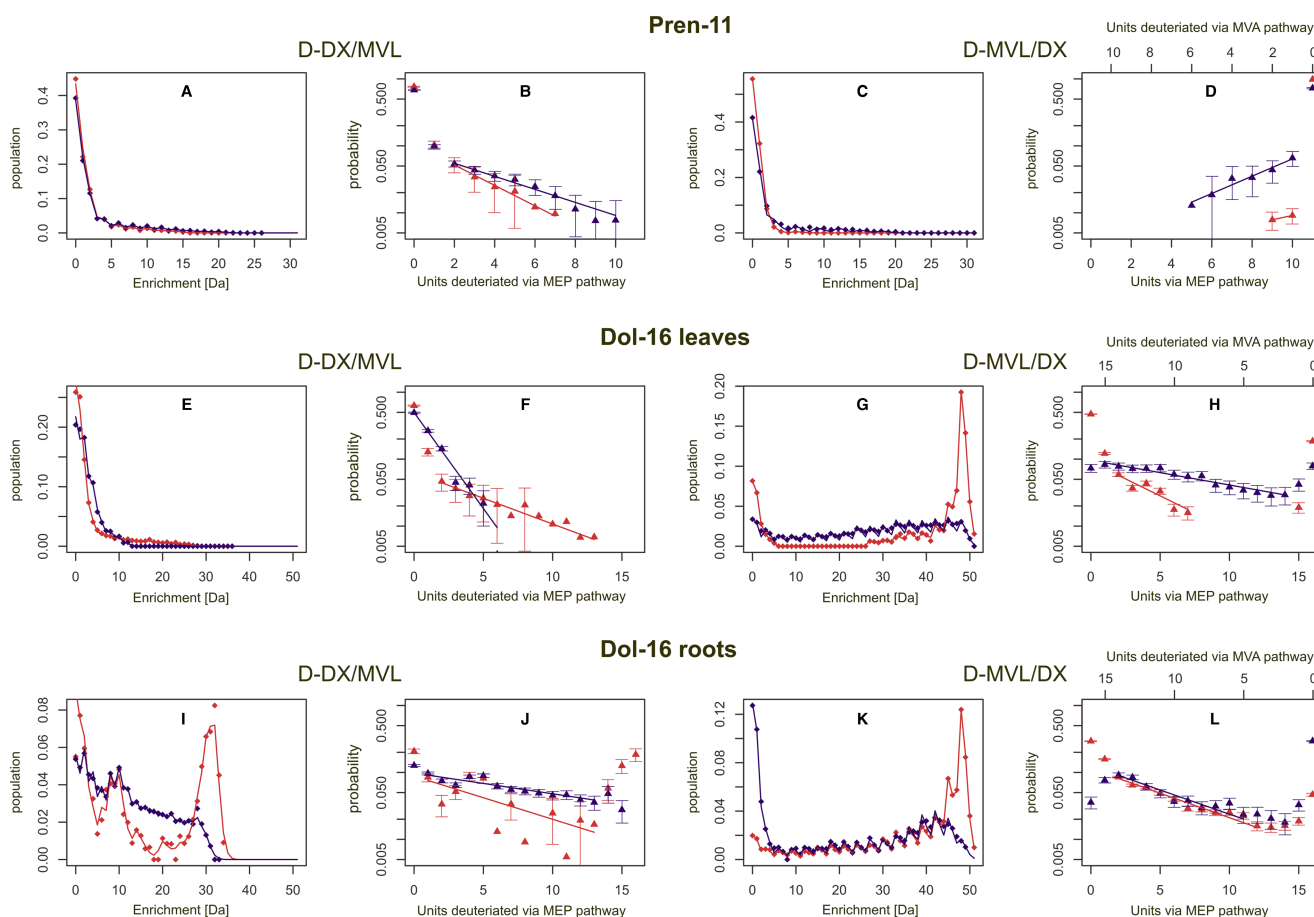 Pren-11
D-DX/MVL
D-MVL/DX
Units deuteriated via MVA pathway
10 8 6 4 2 0
A
population
0.0 0.1 0.2 0.3 0.4
0 5 10 15 20 25 30
Enrichment [Da]
B
probability
0.005 0.050 0.500
0 2 4 6 8 10
Units deuteriated via MEP pathway
C
population
0.0 0.2 0.4
0 5 10 15 20 25 30
Enrichment [Da]
D
probability
0.005 0.050 0.500
0 2 4 6 8 10
Units via MEP pathway
Dol-16 leaves
D-DX/MVL
D-MVL/DX
Units deuteriated via MVA pathway
15 10 5 0
E
population
0.00 0.10 0.20
0 10 20 30 40 50
Enrichment [Da]
F
probability
0.005 0.050 0.500
0 5 10 15
Units deuteriated via MEP pathway
G
population
0.00 0.05 0.10 0.15 0.20
0 10 20 30 40 50
Enrichment [Da]
H
probability
0.005 0.050 0.500
0 5 10 15
Units via MEP pathway
Dol-16 roots
D-DX/MVL
D-MVL/DX
Units deuteriated via MVA pathway
15 10 5 0
I
population
0.00 0.02 0.04 0.06 0.08
0 10 20 30 40 50
Enrichment [Da]
J
probability
0.005 0.050 0.500
0 5 10 15
Units deuteriated via MEP pathway
K
population
0.00 0.04 0.08 0.12
0 10 20 30 40 50
Enrichment [Da]
L
probability
0.005 0.050 0.500
0 5 10 15
Units via MEP pathway